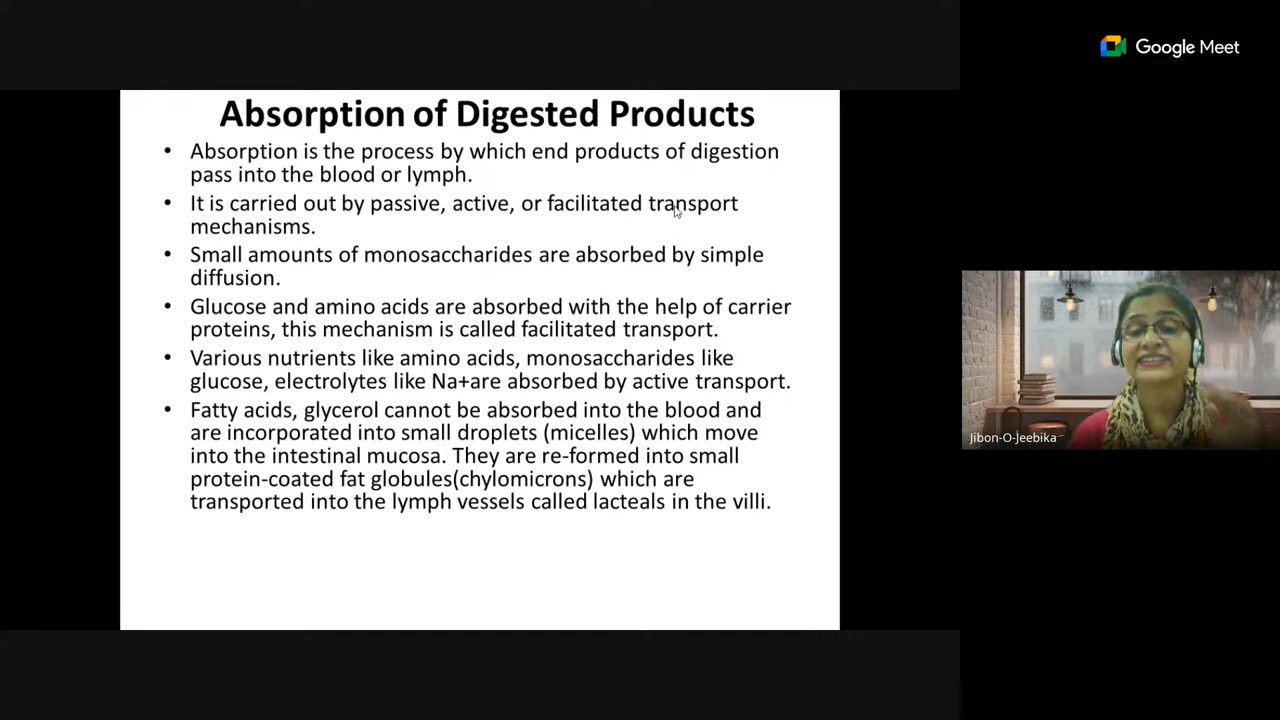 Google Meet
Absorption of Digested Products
• Absorption is the process by which end products of digestion
pass into the blood or lymph.
• It is carried out by passive, active, or facilitated transport
mechanisms.
• Small amounts of monosaccharides are absorbed by simple
diffusion.
• Glucose and amino acids are absorbed with the help of carrier
proteins, this mechanism is called facilitated transport.
• Various nutrients like amino acids, monosaccharides like
glucose, electrolytes like Na+are absorbed by active transport.
• Fatty acids, glycerol cannot be absorbed into the blood and
are incorporated into small droplets (micelles) which move
into the intestinal mucosa. They are re-formed into small
protein-coated fat globules(chylomicrons) which are
transported into the lymph vessels called lacteals in the villi.
Jibon-O-Jeebika